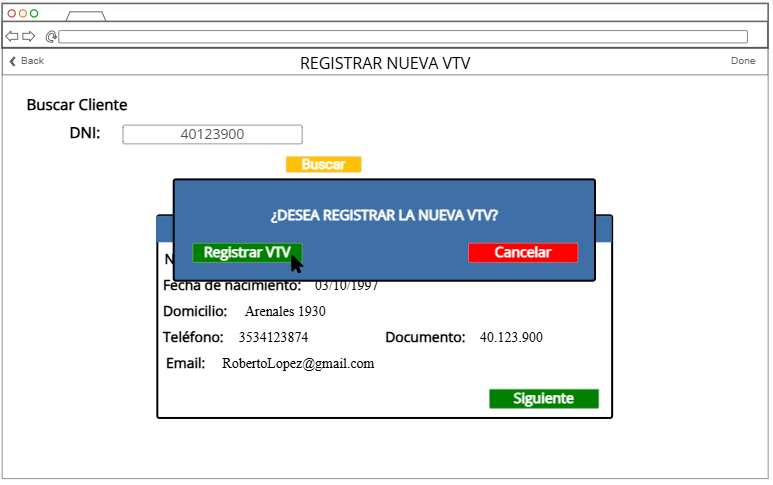 Back
REGISTRAR NUEVA VTV
Done
Buscar Cliente
DNI: 40123900
Buscar
¿DESEA REGISTRAR LA NUEVA VTV?
Registrar VTV Cancelar
Fecha de nacimiento: 03/10/1997
Domicilio: Arenales 1930
Teléfono: 3534123874 Documento: 40.123.900
Email: RobertoLopez@gmail.com
Siguiente